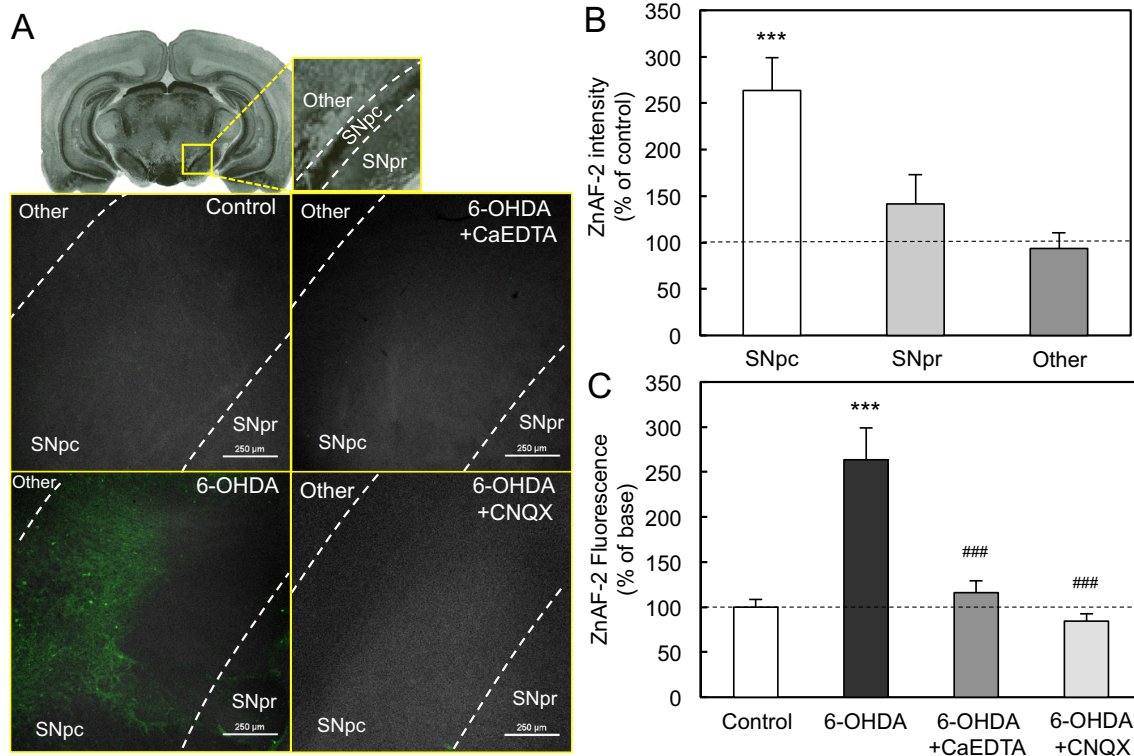 A
Other
SNpc
SNpr
Other
Control
SNpc
SNpr
250 µm
6-OHDA
+CaEDTA
SNpc
SNpr
250 µm
Other
6-OHDA
SNpc
SNpr
250 µm
Other
6-OHDA
+CNQX
SNpc
SNpr
250 µm
B
ZnAF-2 intensity
(% of control)
350
300
250
200
150
100
50
0
***
SNpc
SNpr
Other
C
ZnAF-2 Fluorescence
(% of base)
350
300
250
200
150
100
50
0
***
###
###
Control
6-OHDA
6-OHDA
+CaEDTA
6-OHDA
+CNQX